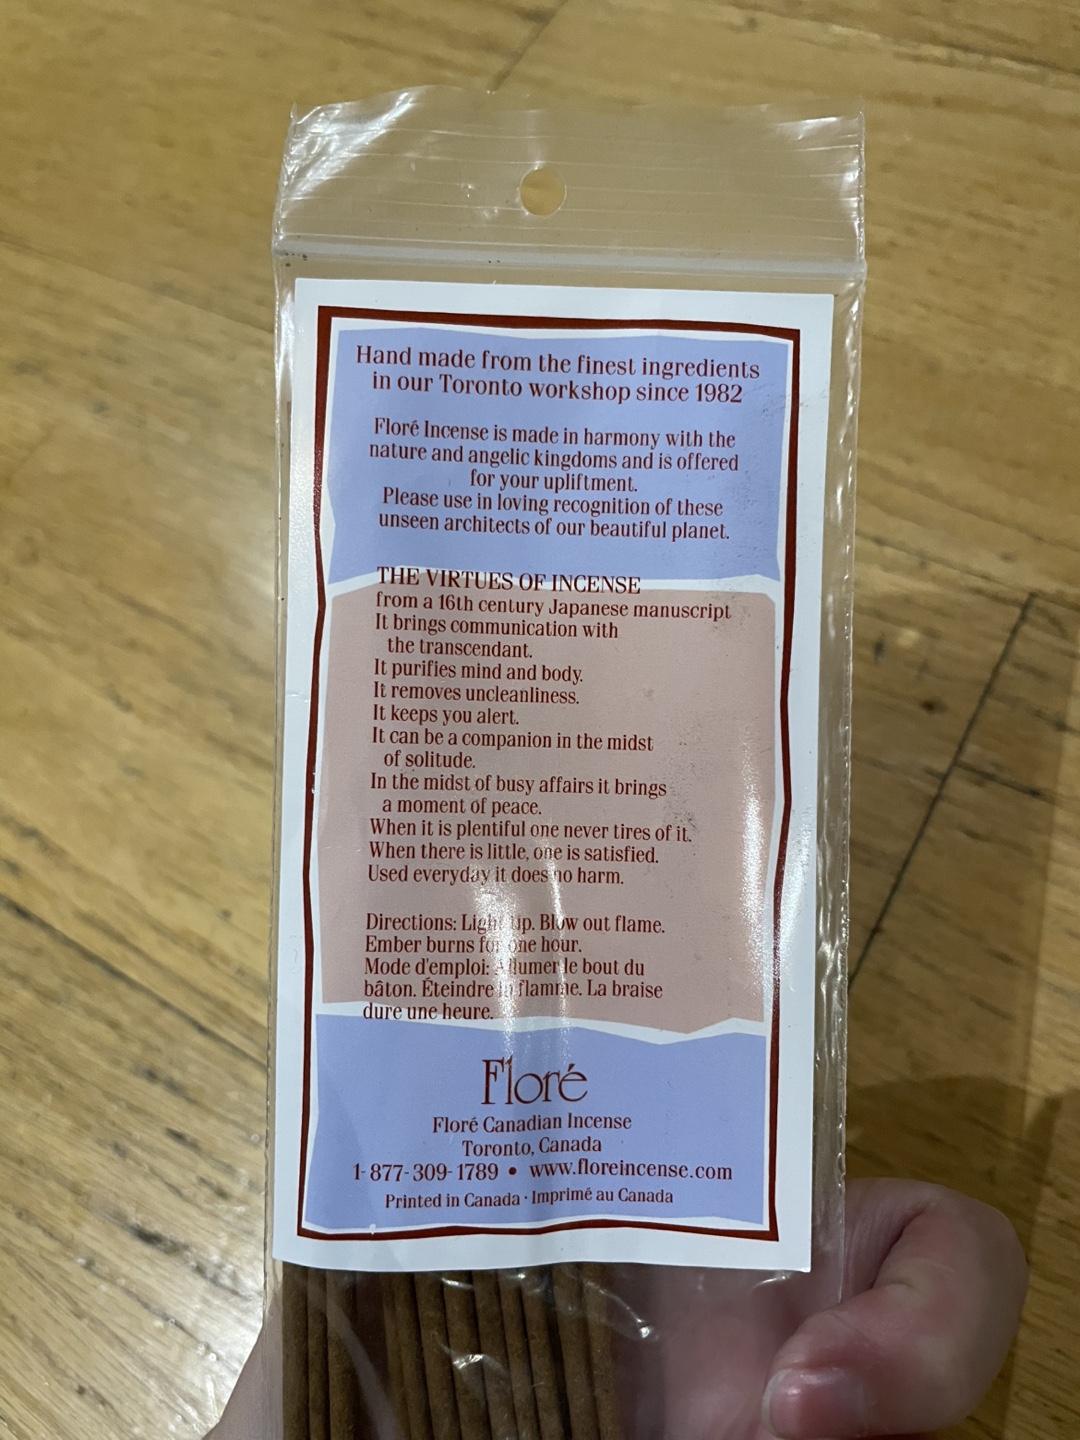 Hand made from the finest ingredients
in our Toronto workshop since 1982
Floré Incense is made in harmony with the
nature and angelic kingdoms and is offered
for your upliftment.
Please use in loving recognition of these
unseen architects of our beautiful planet.
THE VIRTUES OF INCENSE
from a 16th century Japanese manuscript
It brings communication with
the transcendant.
It purifies mind and body.
It removes uncleanliness.
It keeps you alert.
It can be a companion in the midst
of solitude.
In the midst of busy affairs it brings
a moment of peace.
When it is plentiful one never tires of it.
When there is little, one is satisfied.
Used everyday it does no harm.
Directions: Light tip. Blow out flame.
Ember burns for one hour.
Mode d'emploi: Allumer le bout du
bâton. Éteindre la flamme. La braise
dure une heure.
Floré
Floré Canadian Incense
Toronto, Canada
1-877-309-1789 • www.floreincense.com
Printed in Canada · Imprimé au Canada